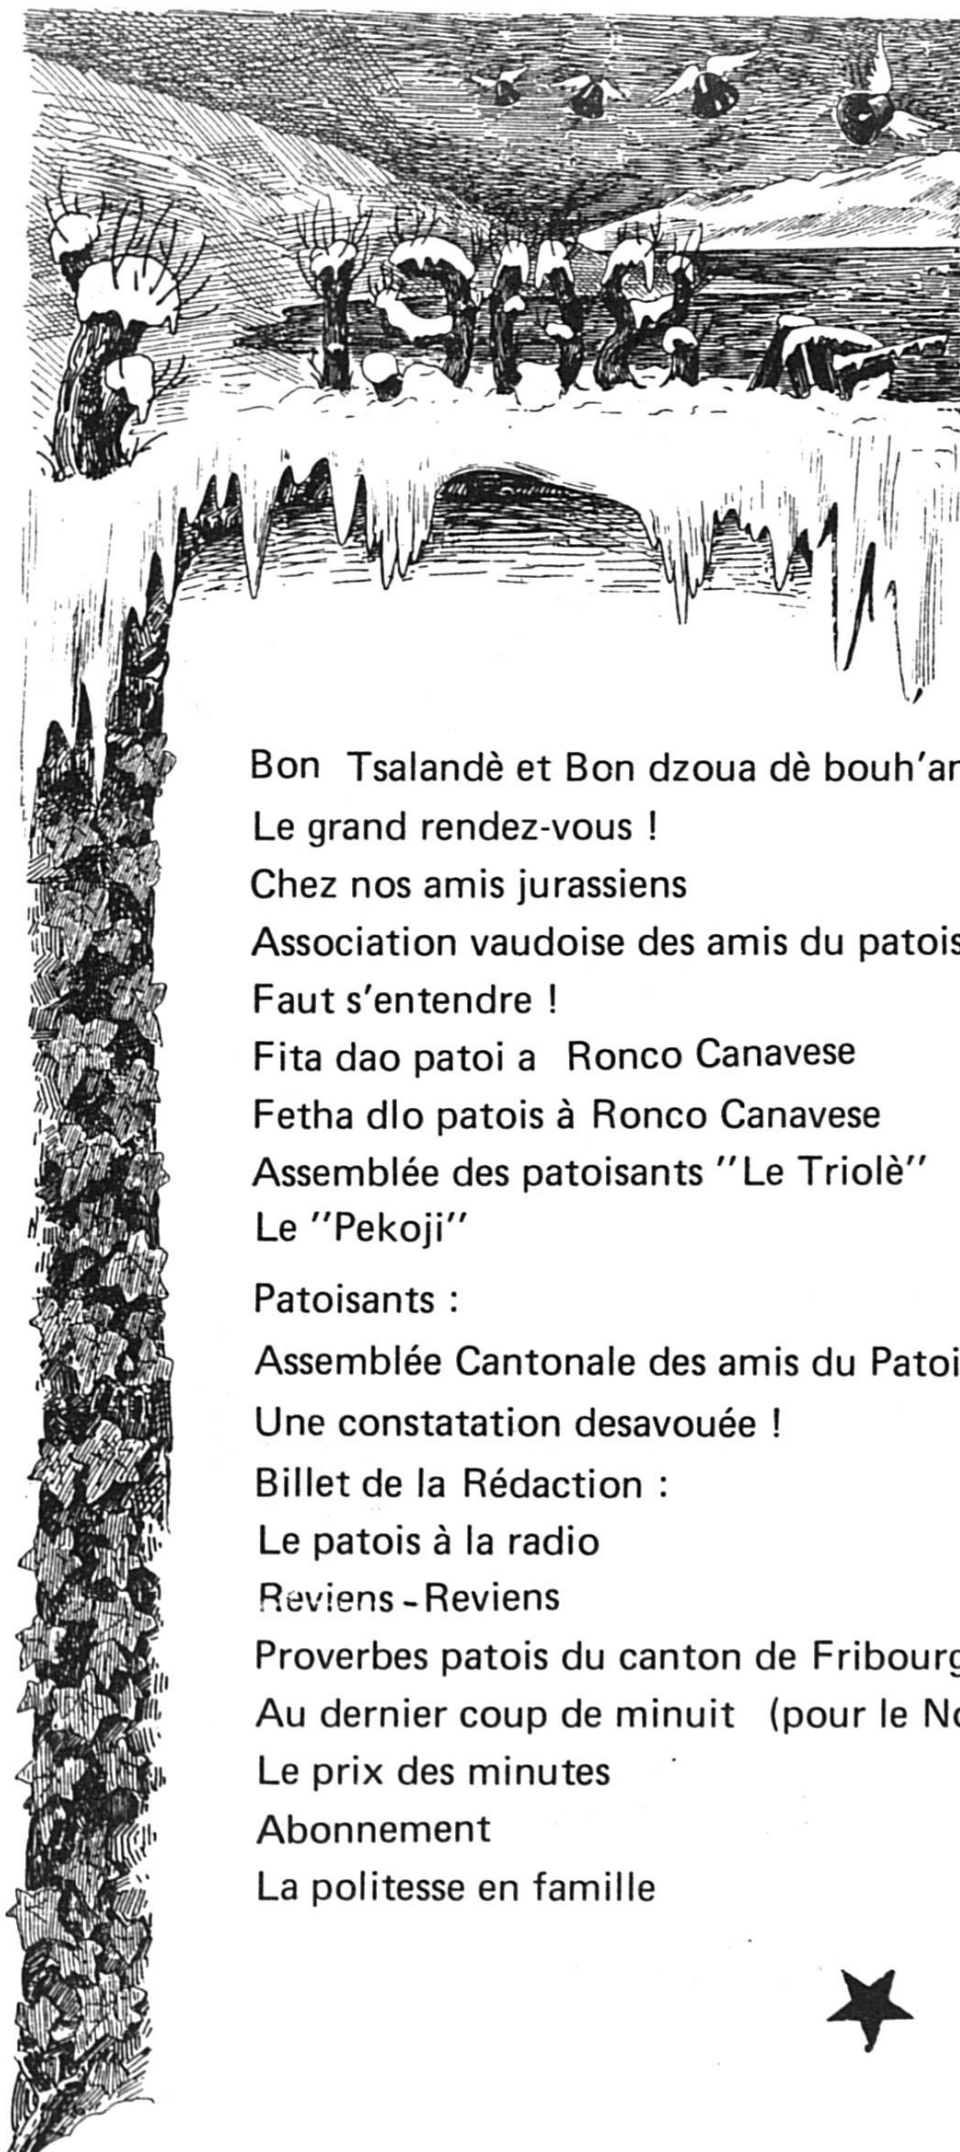 Bon Tsalandè et Bon dzoua dè bouh'an
Le grand rendez-vous !
Chez nos amis jurassiens
Association vaudoise des amis du patois
Faut s'entendre !
Fita dao patoi a Ronco Canavese
Fetha dlo patois à Ronco Canavese
Assemblée des patoisants "Le Triolè"
Le "Pekoji"
Patoisants :
Assemblée Cantonale des amis du Patoi
Une constatation desavouée !
Billet de la Rédaction :
Le patois à la radio
Reviens - Reviens
Proverbes patois du canton de Fribourg
Au dernier coup de minuit (pour le No
Le prix des minutes
Abonnement
La politesse en famille